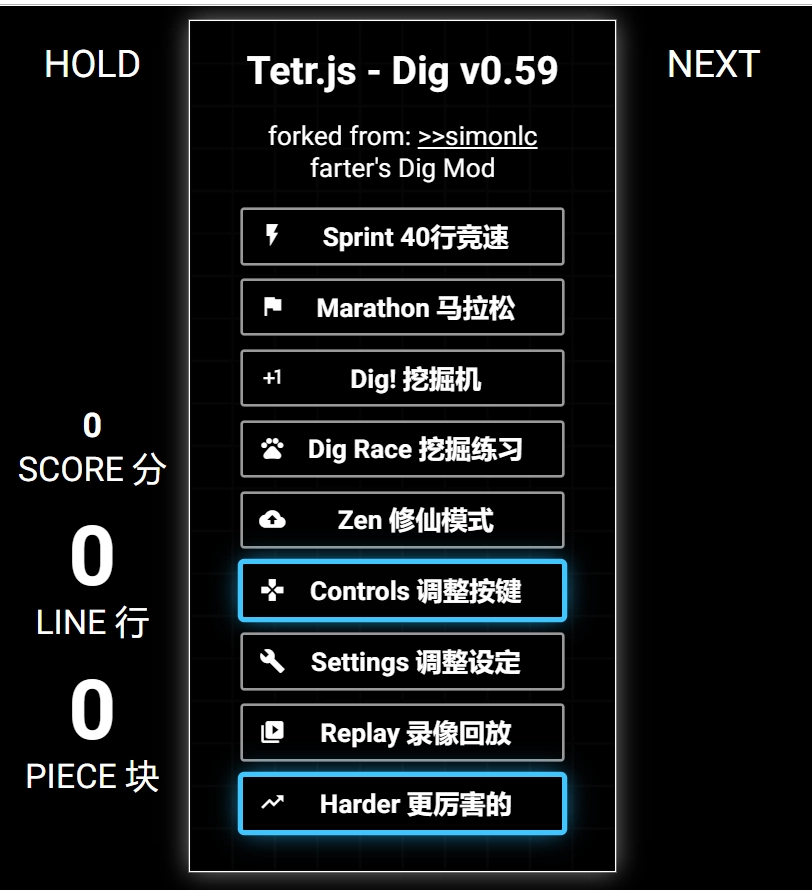 HOLD
Tetr.js - Dig v0.59
NEXT
forked from: >>simonlc
farter's Dig Mod
Sprint 40行竞速
Marathon 马拉松
+1 Dig! 挖掘机
Dig Race 挖掘练习
Zen 修仙模式
Controls 调整按键
Settings 调整设定
Replay 录像回放
Harder 更厉害的
0
SCORE 分
0
LINE 行
0
PIECE 块